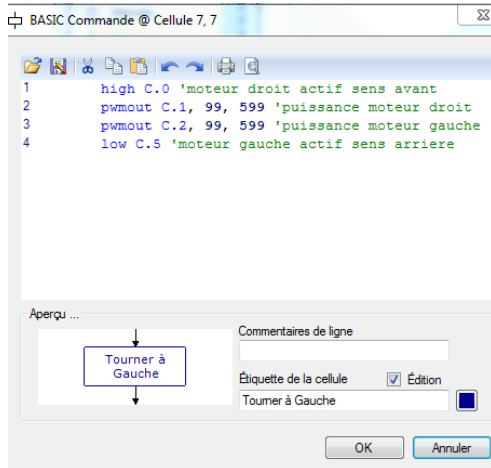 BASIC Commande @ Cellule 7, 7
1 high C.0 'moteur droit actif sens avant
2 pwmout C.1, 99, 599 'puissance moteur droit
3 pwmout C.2, 99, 599 'puissance moteur gauche
4 low C.5 'moteur gauche actif sens arriere
Aperçu ...
Tourner à
Gauche
Commentaires de ligne
Étiquette de la cellule Édition
Tourner à Gauche
OK Annuler